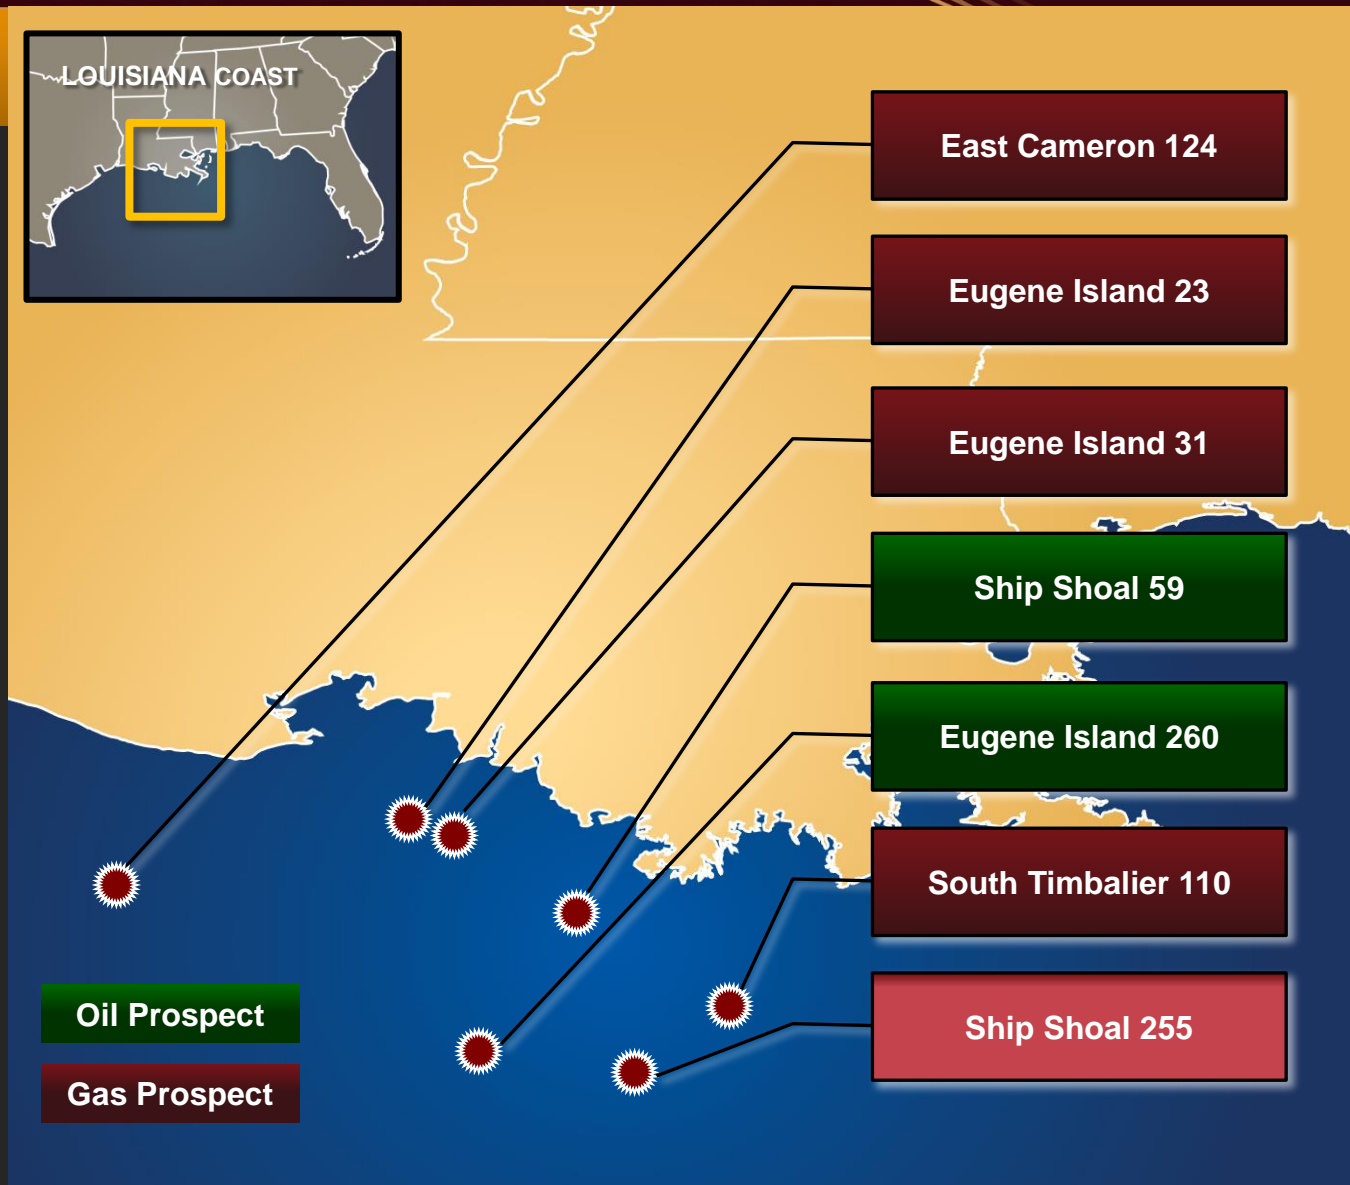 LOUISIANA COAST
East Cameron 124
Eugene Island 23
Eugene Island 31
Ship Shoal 59
Eugene Island 260
South Timbalier 110
Ship Shoal 255
Oil Prospect
Gas Prospect